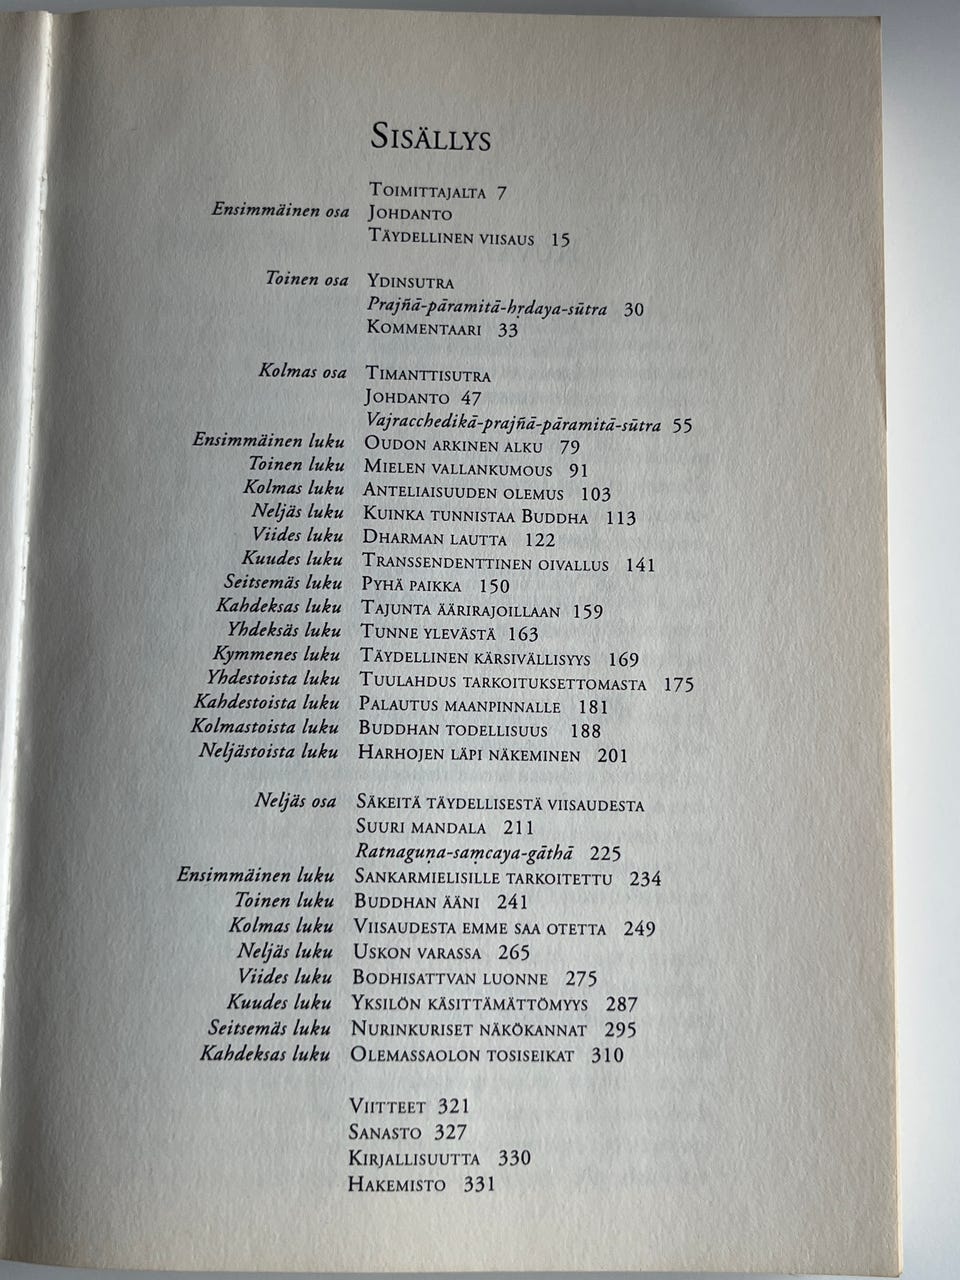 SISÄLLYS
TOIMITTAJALTA 7
Ensimmäinen osa JOHDANTO
TÄYDELLINEN VIISAUS 15
Toinen osa YDINSUTRA
Prajñā-pāramitā-hṛdaya-sūtra 30
KOMMENTAARI 33
Kolmas osa TIMANTTISUTRA
JOHDANTO 47
Vajracchedikā-prajñā-pāramitā-sūtra 55
Ensimmäinen luku OUDON ARKINEN ALKU 79
Toinen luku MIELEN VALLANKUMOUS 91
Kolmas luku ANTELIAISUUDEN OLEMUS 103
Neljäs luku KUINKA TUNNISTAA BUDDHA 113
Viides luku DHARMAN LAUTTA 122
Kuudes luku TRANSSENDENTTINEN OIVALLUS 141
Seitsemäs luku PYHÄ PAIKKA 150
Kahdeksas luku TAJUNTA ÄÄRIRAJOILLAAN 159
Yhdeksäs luku TUNNE YLEVÄSTÄ 163
Kymmenes luku TÄYDELLINEN KÄRSIVÄLLISYYS 169
Yhdestoista luku TUULAHDUS TARKOITUKSETTOMASTA 175
Kahdestoista luku PALAUTUS MAANPINNALLE 181
Kolmastoista luku BUDDHAN TODELLISUUS 188
Neljästoista luku HARHOJEN LÄPI NÄKEMINEN 201
Neljäs osa SÄKEITÄ TÄYDELLISESTÄ VIISAUDESTA
SUURI MANDALA 211
Ratnaguṇa-saṃcaya-gāthā 225
Ensimmäinen luku SANKARMIELISILLE TARKOITETTU 234
Toinen luku BUDDHAN ÄÄNI 241
Kolmas luku VIISAUDESTA EMME SAA OTETTA 249
Neljäs luku USKON VARASSA 265
Viides luku BODHISATTVAN LUONNE 275
Kuudes luku YKSILÖN KÄSITTÄMÄTTÖMYYS 287
Seitsemäs luku NURINKURISET NÄKÖKANNAT 295
Kahdeksas luku OLEMASSAOLON TOSISEIKAT 310
VIITTEET 321
SANASTO 327
KIRJALLISUUTTA 330
HAKEMISTO 331